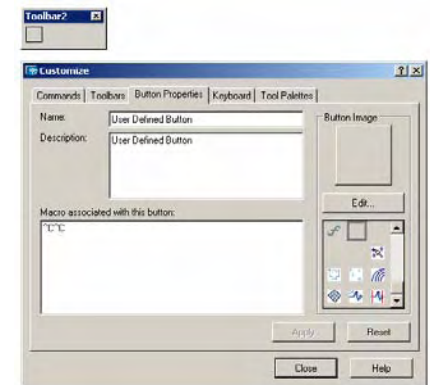 Toolbar2
Customize
Commands Toolbars Button Properties Keyboard Tool Palettes
Name: User Defined Button
Button Image
Description: User Defined Button
Edit...
Macro associated with this button:
^C^C
Apply Reset
Close Help